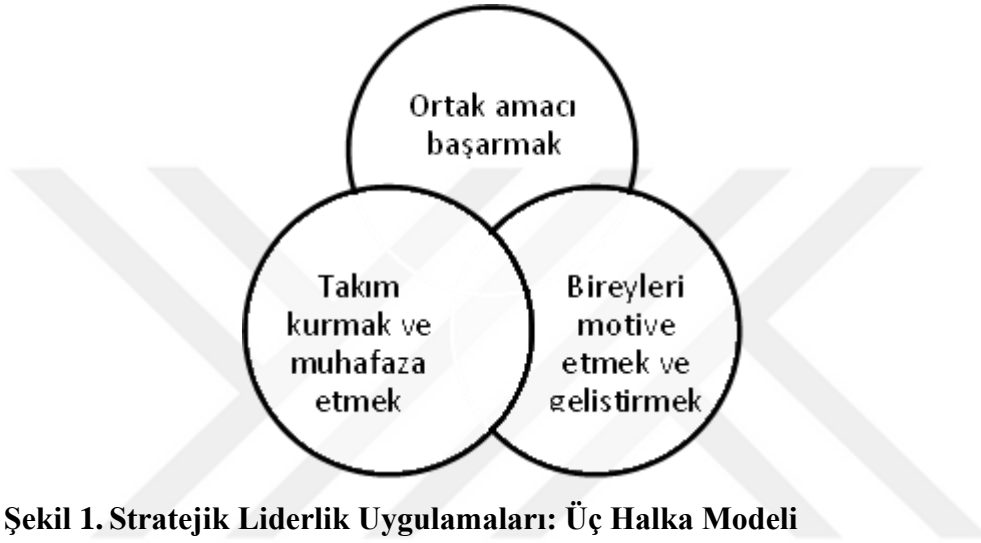 Ortak amacı
başarmak
Takım
kurmak ve
muhafaza
etmek
Bireyleri
motive
etmek ve
gelistirmek
Şekil 1. Stratejik Liderlik Uygulamaları: Üç Halka Modeli